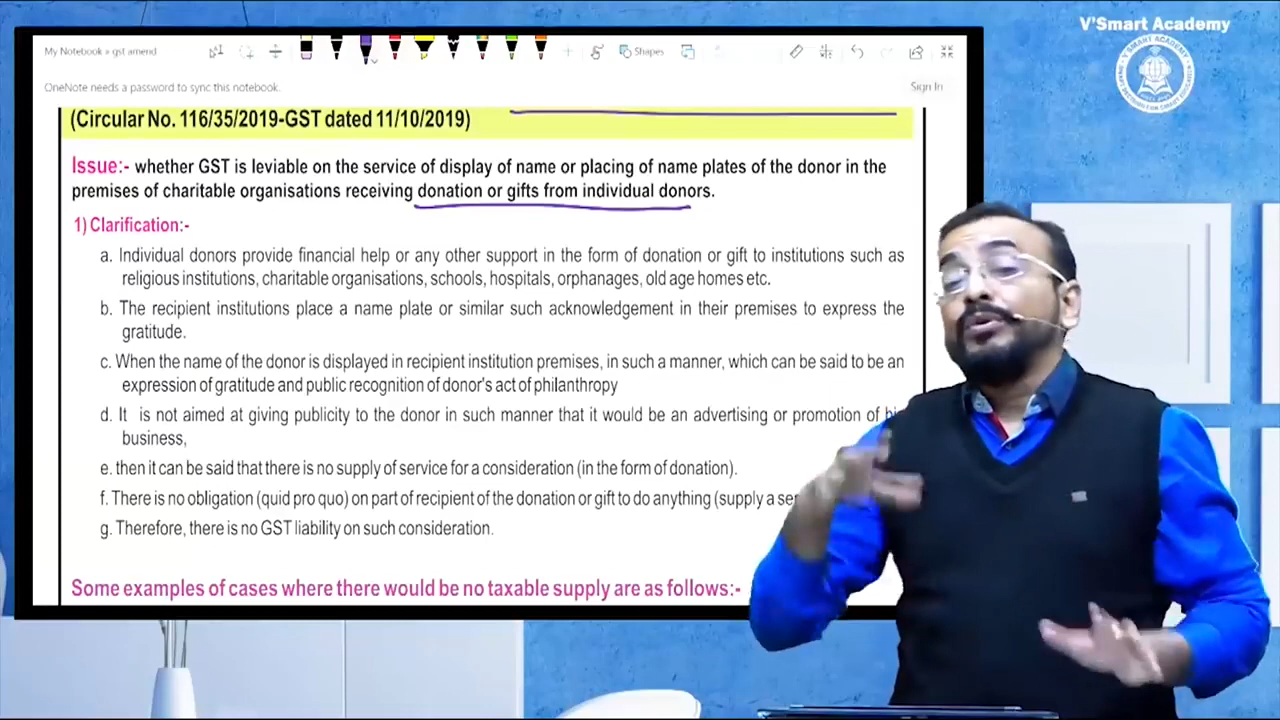 V'Smart Academy
My Notebook » gst amend
Shapes
OneNote needs a password to sync this notebook.
Sign In
(Circular No. 116/35/2019-GST dated 11/10/2019)
Issue:- whether GST is leviable on the service of display of name or placing of name plates of the donor in the
premises of charitable organisations receiving donation or gifts from individual donors.
1) Clarification:-
a. Individual donors provide financial help or any other support in the form of donation or gift to institutions such as
religious institutions, charitable organisations, schools, hospitals, orphanages, old age homes etc.
b. The recipient institutions place a name plate or similar such acknowledgement in their premises to express the
gratitude.
c. When the name of the donor is displayed in recipient institution premises, in such a manner, which can be said to be an
expression of gratitude and public recognition of donor's act of philanthropy
d. It is not aimed at giving publicity to the donor in such manner that it would be an advertising or promotion of
business,
e. then it can be said that there is no supply of service for a consideration (in the form of donation).
f. There is no obligation (quid pro quo) on part of recipient of the donation or gift to do anything (supply a
g. Therefore, there is no GST liability on such consideration.
Some examples of cases where there would be no taxable supply are as follows:-